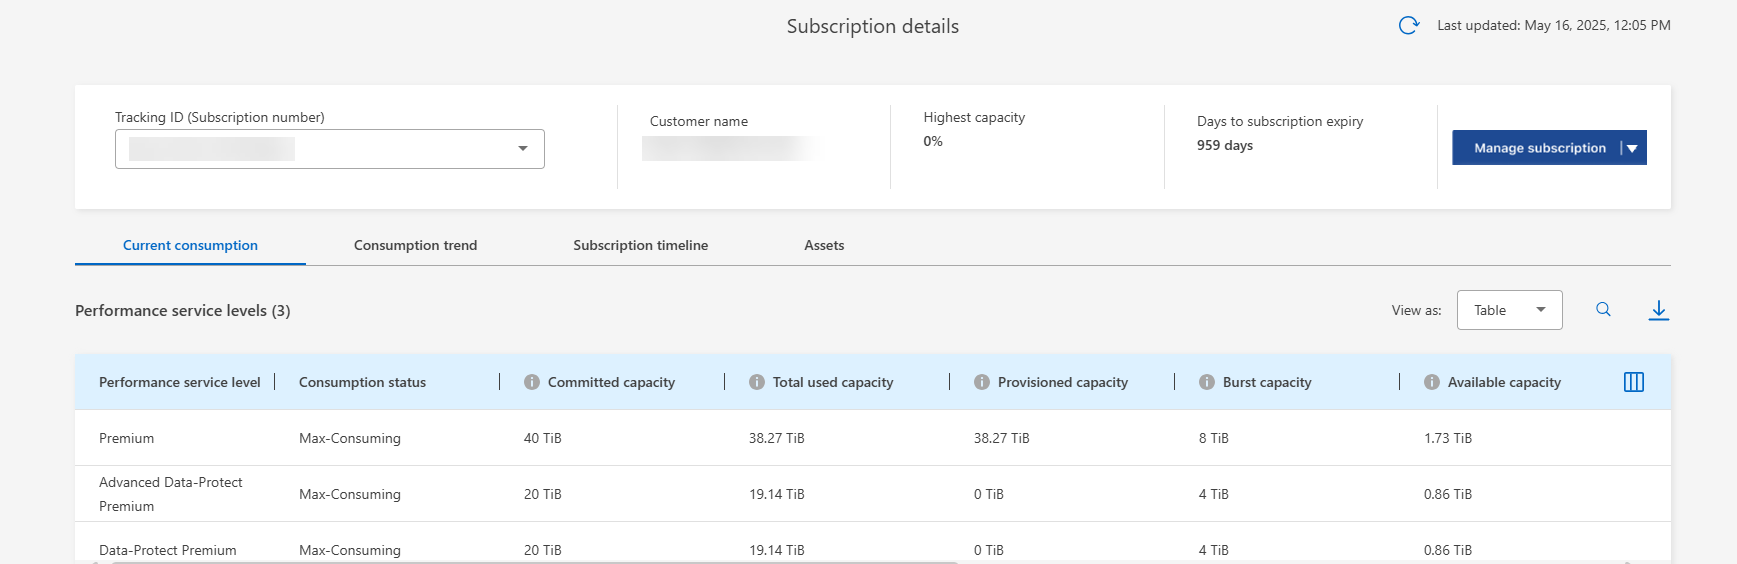 Subscription details
Last updated: May 16, 2025, 12:05 PM
Tracking ID (Subscription number)
Customer name
Highest capacity
0%
Days to subscription expiry
959 days
Manage subscription
Current consumption
Consumption trend
Subscription timeline
Assets
Performance service levels (3)
View as:
Table
Performance service level
Consumption status
Committed capacity
Total used capacity
Provisioned capacity
Burst capacity
Available capacity
Premium
Max-Consuming
40 TiB
38.27 TiB
38.27 TiB
8 TiB
1.73 TiB
Advanced Data-Protect
Premium
Max-Consuming
20 TiB
19.14 TiB
0 TiB
4 TiB
0.86 TiB
Data-Protect Premium
Max-Consuming
20 TiB
19.14 TiB
0 TiB
4 TiB
0.86 TiB